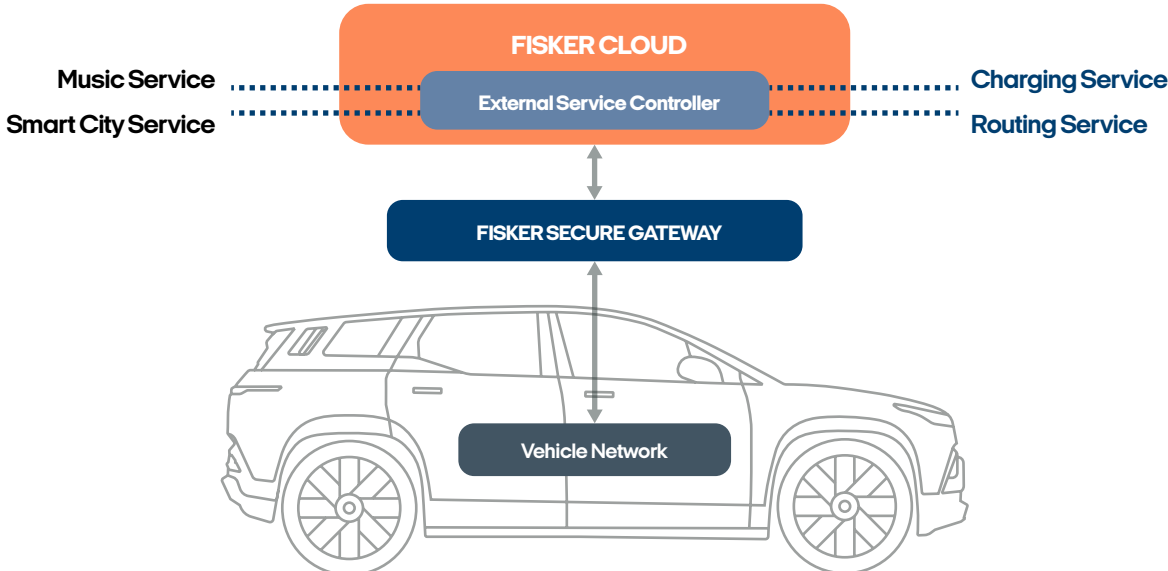 FISKER CLOUD
Music Service
External Service Controller
Charging Service
Smart City Service
Routing Service
FISKER SECURE GATEWAY
Vehicle Network